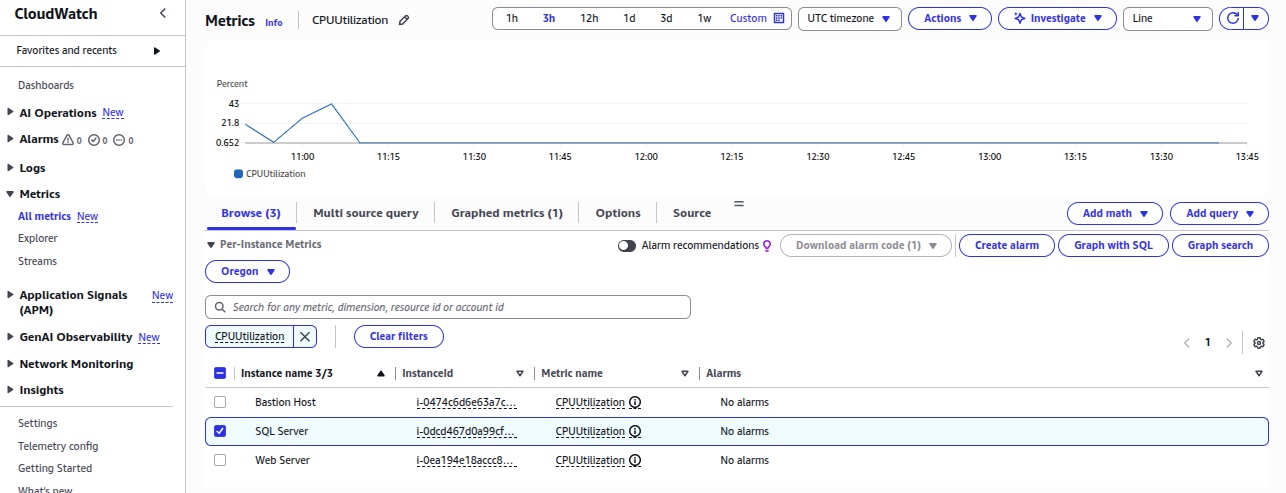 CloudWatch
Favorites and recents
Dashboards
AI Operations New
Alarms 0 0 0
Logs
Metrics
All metrics New
Explorer
Streams
Application Signals (APM) New
GenAI Observability New
Network Monitoring
Insights
Settings
Telemetry config
Getting Started
What's new
Metrics Info CPUUtilization
1h 3h 12h 1d 3d 1w Custom UTC timezone Actions Investigate Line
Percent
43
21.8
0.652
11:00 11:15 11:30 11:45 12:00 12:15 12:30 12:45 13:00 13:15 13:30 13:45
CPUUtilization
Browse (3) Multi source query Graphed metrics (1) Options Source Add math Add query
Per-Instance Metrics Alarm recommendations Download alarm code (1) Create alarm Graph with SQL Graph search
Oregon
Search for any metric, dimension, resource id or account id
CPUUtilization Clear filters
1
Instance name 3/3 InstanceId Metric name Alarms
Bastion Host i-0474c6d6e63a7c... CPUUtilization No alarms
SQL Server i-0dcd467d0a99cf... CPUUtilization No alarms
Web Server i-0ea194e18accc8... CPUUtilization No alarms